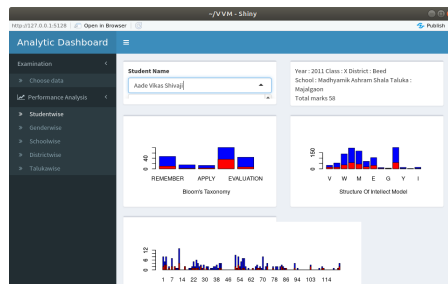 ~/VVM - Shiny
http://127.0.0.1:5128 Open in Browser
Publish
Analytic Dashboard
Examination
Choose data
Performance Analysis
Studentwise
Genderwise
Schoolwise
Districtwise
Talukawise
Student Name
Aade Vikas Shivaji
Year : 2011 Class : X District : Beed
School : Madhyamik Ashram Shala Taluka :
Majalgaon
Total marks 58
0 40
REMEMBER APPLY EVALUATION
Bloom's Taxonomy
0 150
V W M E G Y I
Structure Of Intellect Model
0 6 12
1 7 14 22 30 38 46 54 62 70 78 86 94 103 114